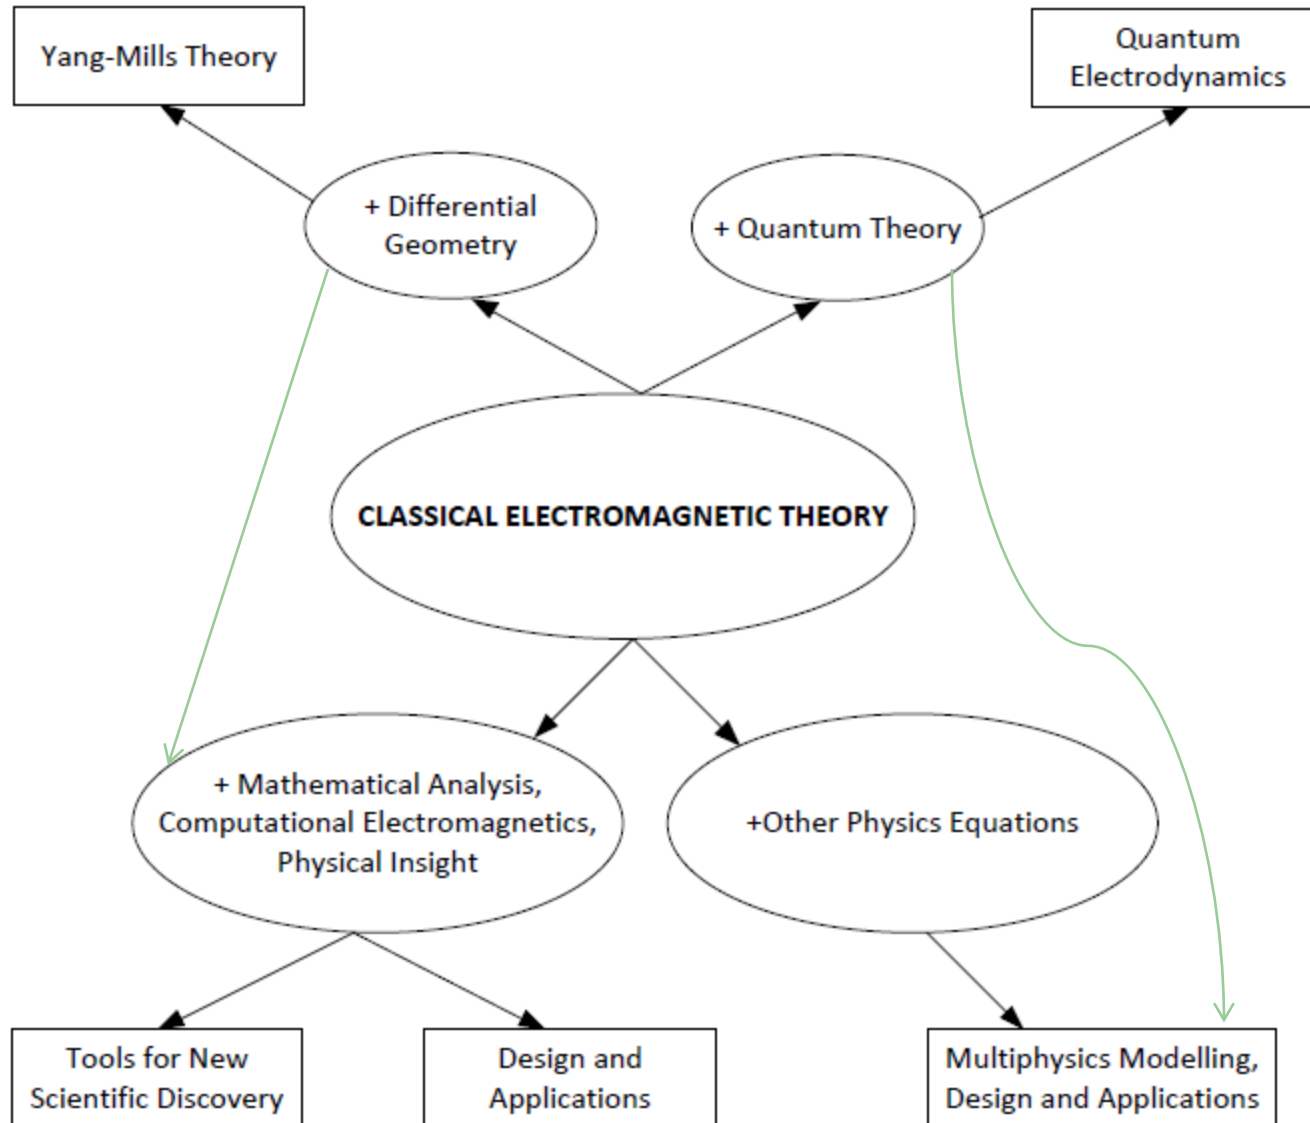 Yang-Mills Theory
Quantum
Electrodynamics
+ Differential
Geometry
+ Quantum Theory
CLASSICAL ELECTROMAGNETIC THEORY
+ Mathematical Analysis,
Computational Electromagnetics,
Physical Insight
+Other Physics Equations
Tools for New
Scientific Discovery
Design and
Applications
Multiphysics Modelling,
Design and Applications